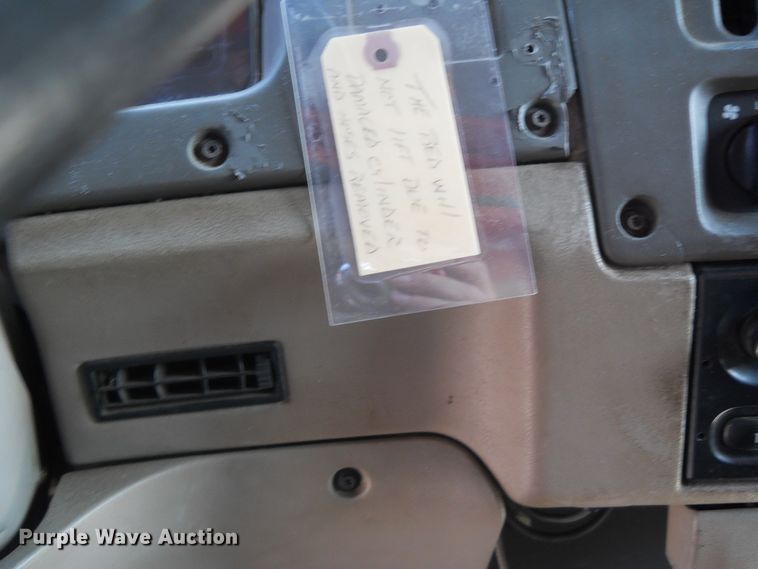 THE BED WILL
NOT LIFT DUE TO
DAMAGED CYLINDER
AND HOSES REMOVED
Purple Wave Auction